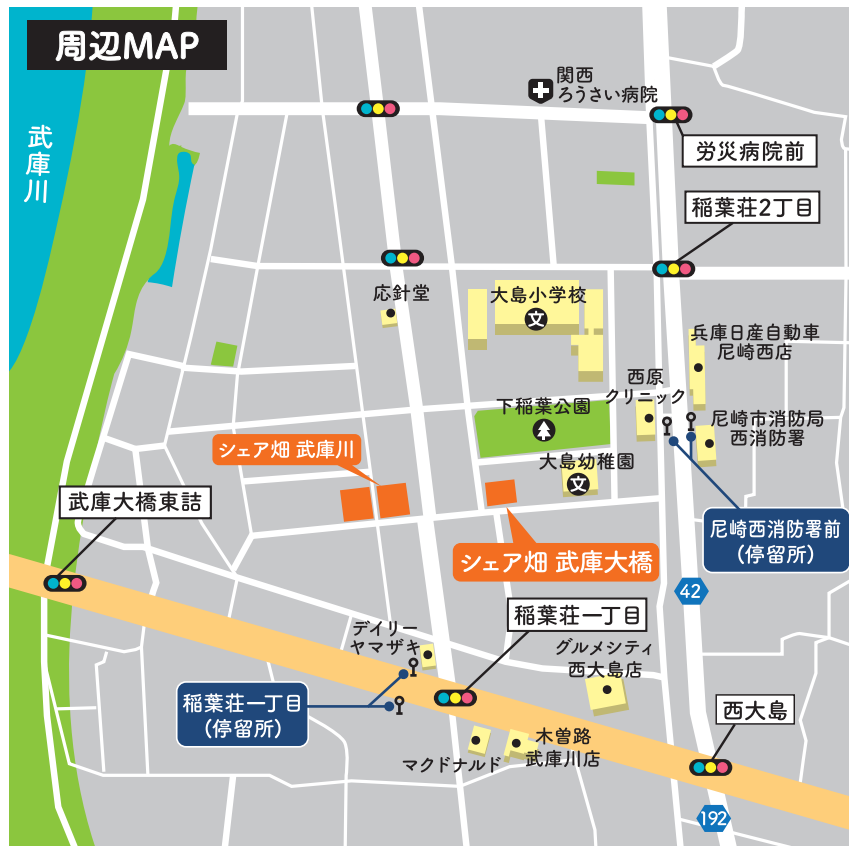 周辺MAP
武庫川
関西
ろうさい病院
労災病院前
稲葉荘2丁目
応針堂
大島小学校
文
兵庫日産自動車
尼崎西店
西原
クリニック
下稲葉公園
尼崎市消防局
西消防署
シェア畑 武庫川
大島幼稚園
文
武庫大橋東詰
尼崎西消防署前
(停留所)
シェア畑 武庫大橋
42
稲葉荘一丁目
デイリー
ヤマザキ
グルメシティ
西大島店
稲葉荘一丁目
(停留所)
西大島
木曽路
武庫川店
マクドナルド
192